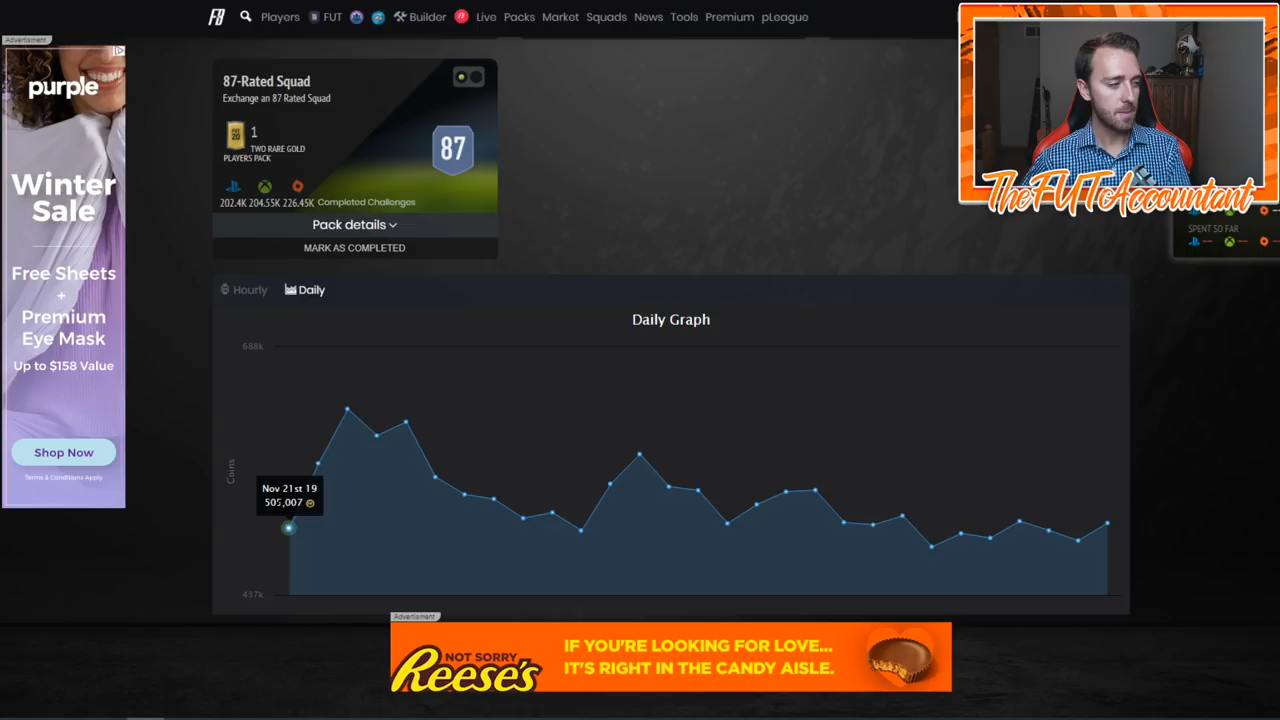 F8 Players FUT Builder Live Packs Market Squads News Tools Premium pLeague
Advertisment
purple
Winter
Sale
Free Sheets
+
Premium
Eye Mask
Up to $158 Value
Shop Now
Terms & Conditions Apply
87-Rated Squad
Exchange an 87 Rated Squad
1
TWO RARE GOLD
PLAYERS PACK
87
202.4K 204.55K 226.45K Completed Challenges
Pack details
MARK AS COMPLETED
TheFUTAccountant
SPENT SO FAR
-- -- --
Hourly Daily
Daily Graph
688k
Coins
Nov 21st 19
505,007
437k
Advertisment
NOT SORRY
Reese's
IF YOU'RE LOOKING FOR LOVE...
IT'S RIGHT IN THE CANDY AISLE.